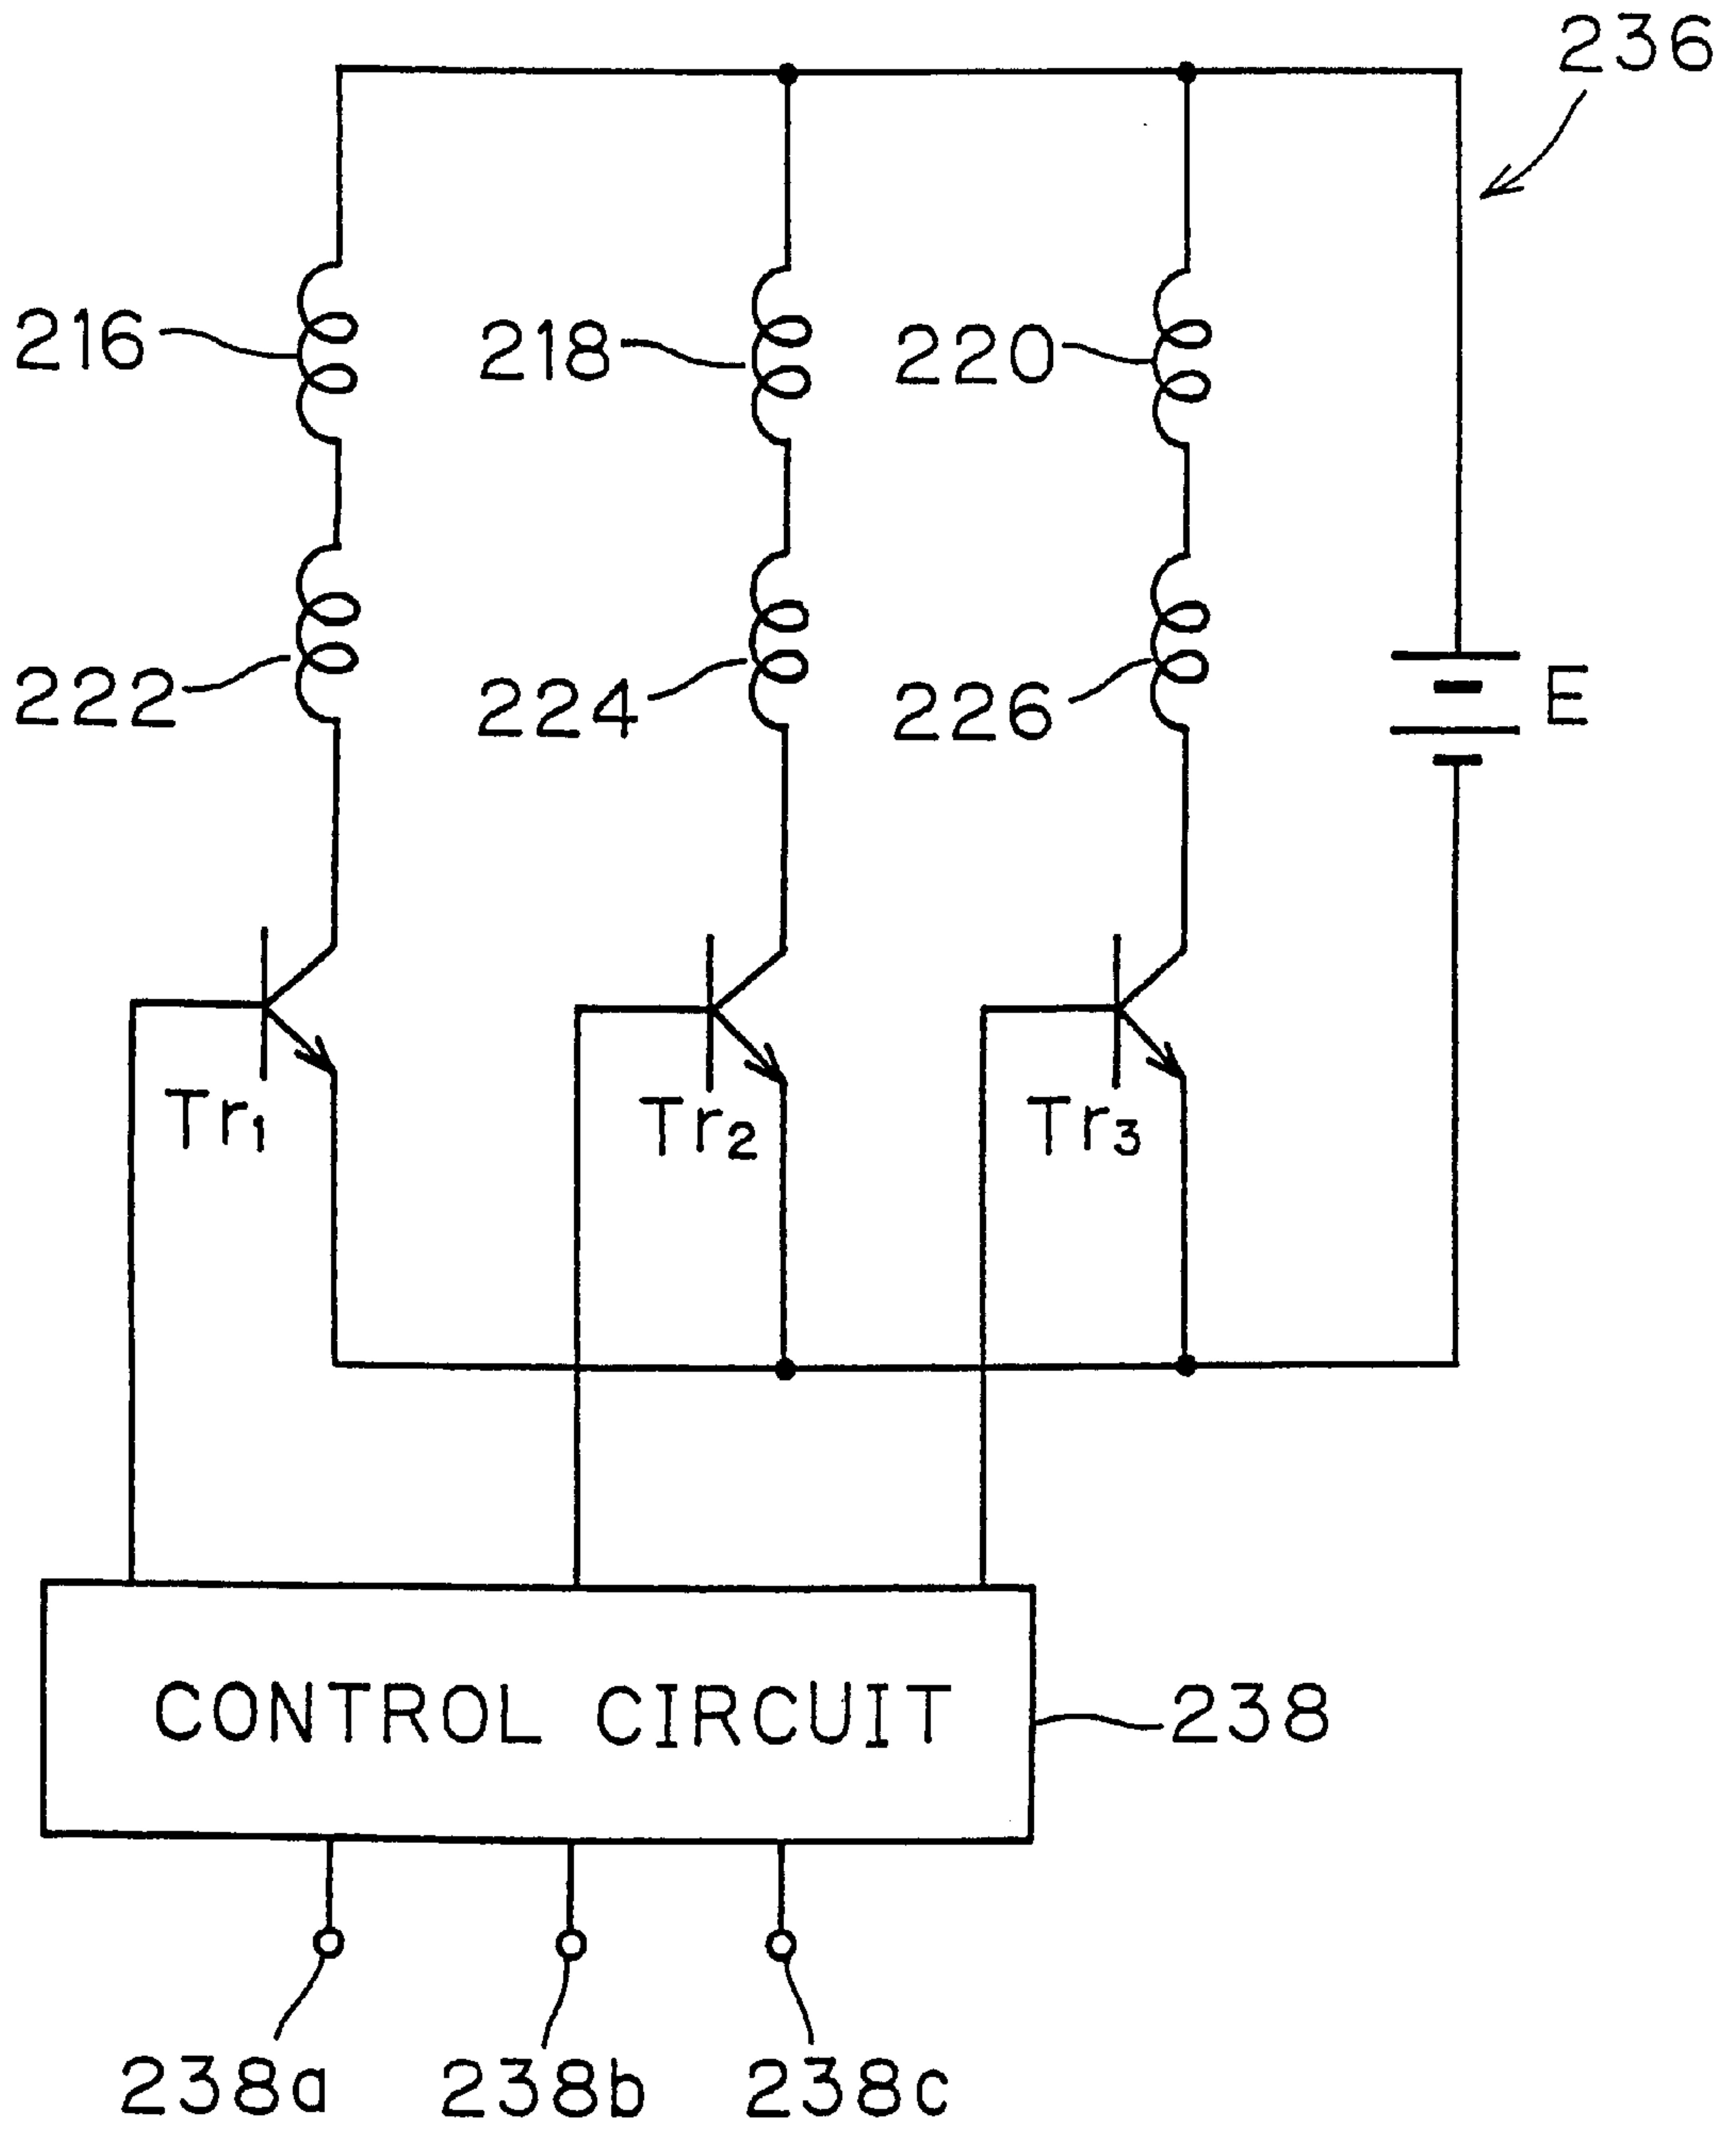 236
216
218
220
222
224
226
E
Tr1
Tr2
Tr3
CONTROL CIRCUIT
238
238a
238b
238c